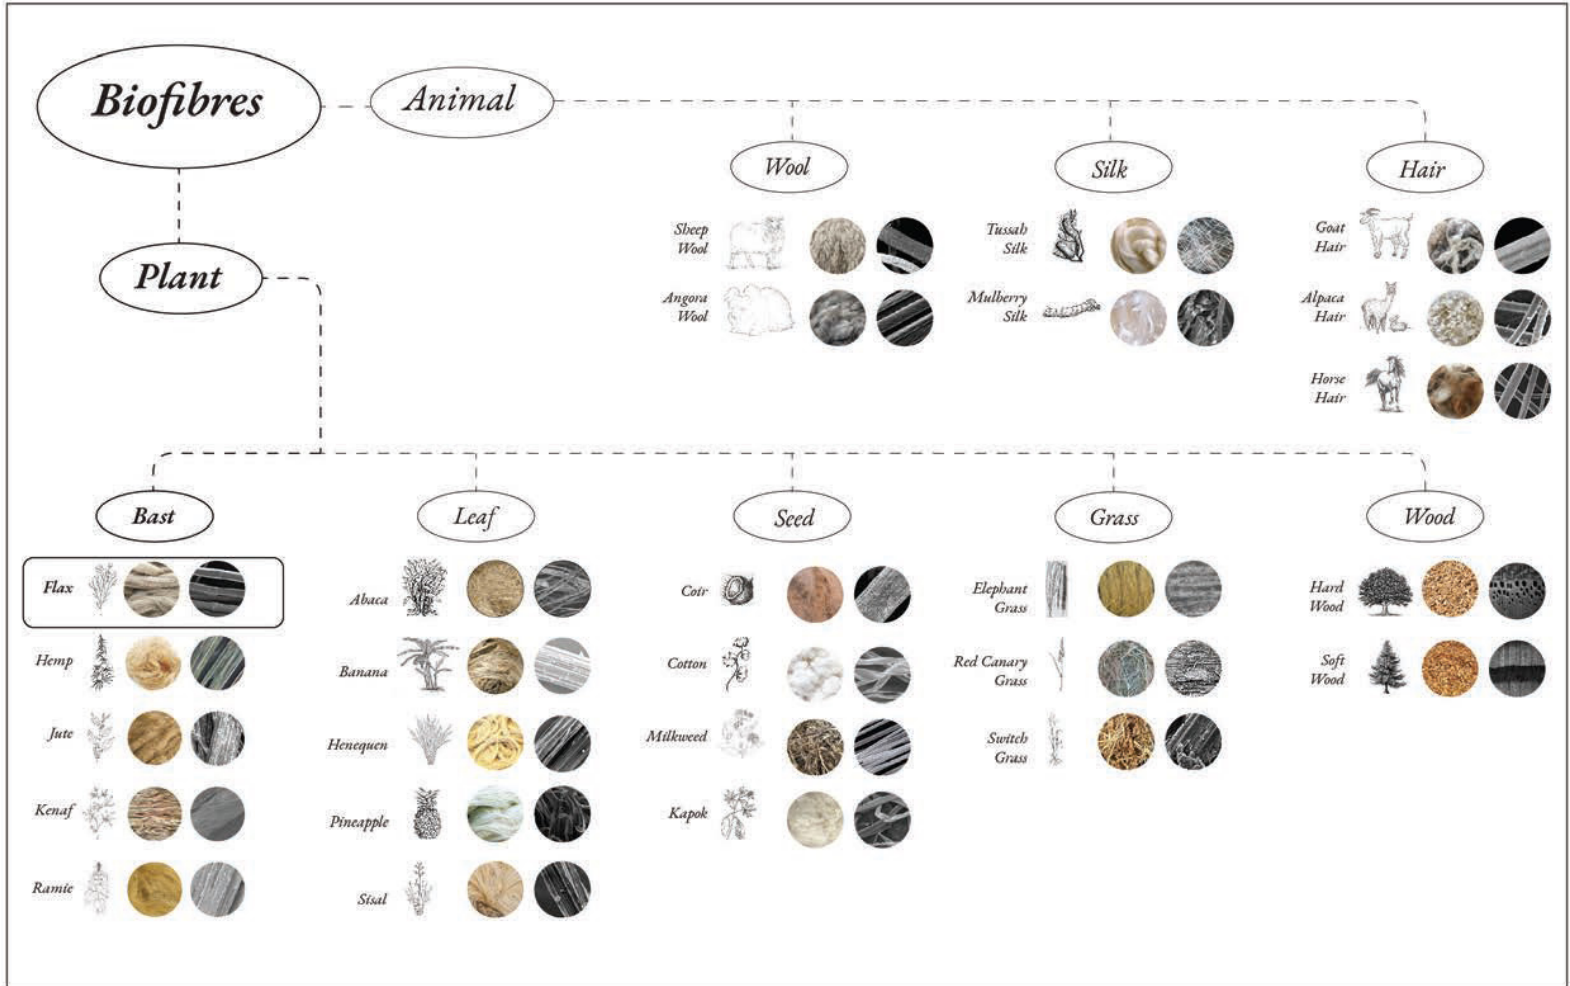 Biofibres
Animal
Wool
Silk
Hair
Sheep
Wool
Angora
Wool
Tussah
Silk
Mulberry
Silk
Goat
Hair
Alpaca
Hair
Horse
Hair
Plant
Bast
Leaf
Seed
Grass
Wood
Flax
Hemp
Jute
Kenaf
Ramie
Abaca
Banana
Henequen
Pineapple
Sisal
Coir
Cotton
Milkweed
Kapok
Elephant
Grass
Red Canary
Grass
Switch
Grass
Hard
Wood
Soft
Wood